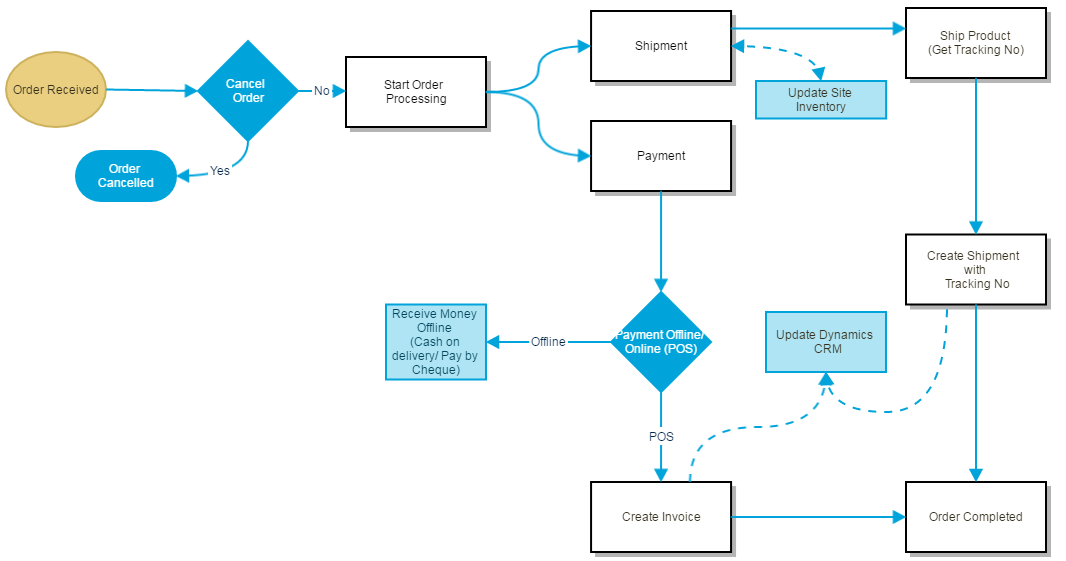 Order Received
Cancel
Order
No
Yes
Order
Cancelled
Start Order
Processing
Shipment
Update Site
Inventory
Ship Product
(Get Tracking No)
Payment
Create Shipment
with
Tracking No
Payment Offline/
Online (POS)
Offline
Receive Money
Offline
(Cash on
delivery/ Pay by
Cheque)
Update Dynamics
CRM
POS
Create Invoice
Order Completed